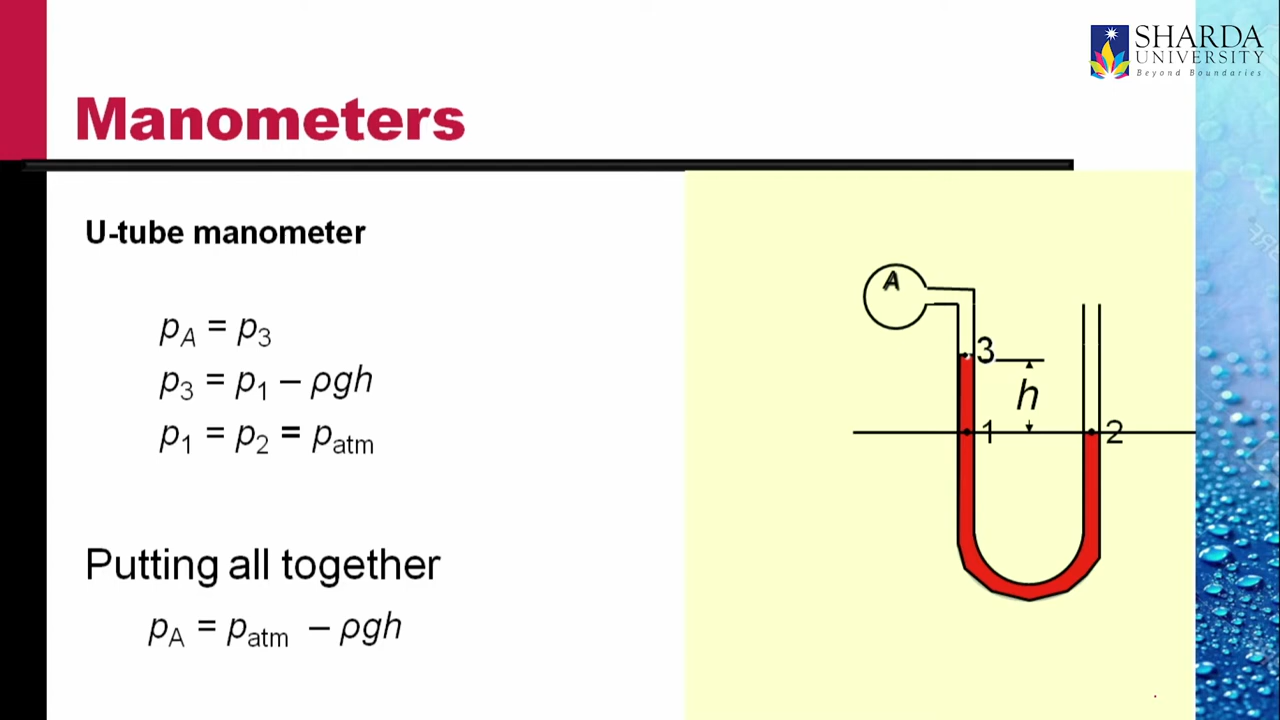 SHARDA
UNIVERSITY
Beyond Boundaries
Manometers
U-tube manometer
pA = p3
p3 = p1 – ρgh
p1 = p2 = patm
Putting all together
pA = patm – ρgh
A
3
h
1
2